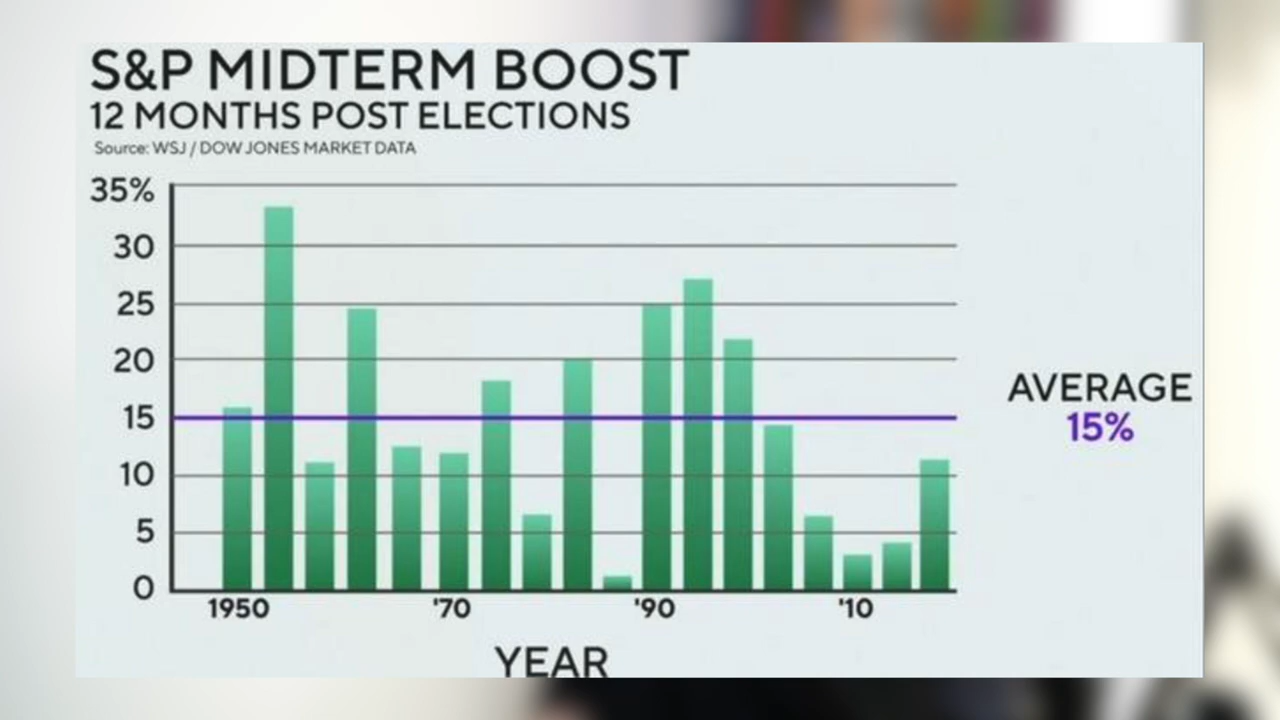 S&P MIDTERM BOOST
12 MONTHS POST ELECTIONS
Source: WSJ / DOW JONES MARKET DATA
35%
30
25
20
15
10
5
0
1950 '70 '90 '10
YEAR
AVERAGE
15%